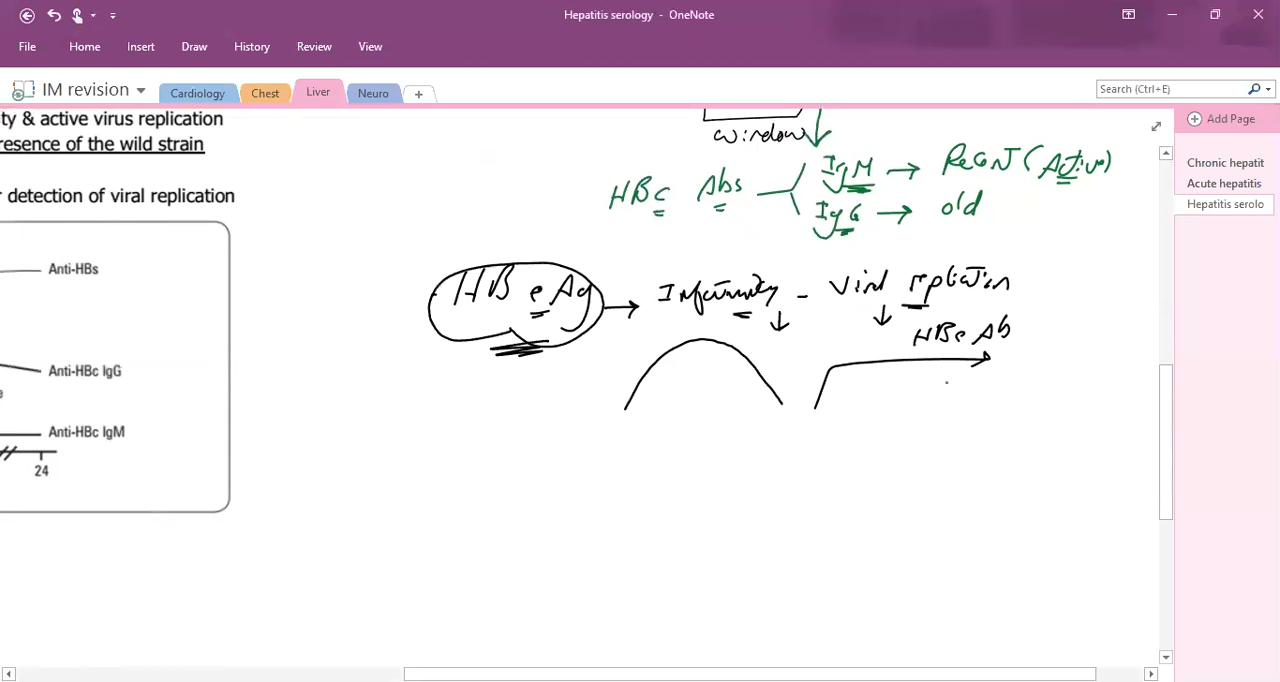 Hepatitis serology - OneNote
File Home Insert Draw History Review View
IM revision Cardiology Chest Liver Neuro +
Search (Ctrl+E)
Add Page
Chronic hepatit
Acute hepatitis
Hepatitis serolo
ty & active virus replication
resence of the wild strain
r detection of viral replication
Anti-HBs
Anti-HBc IgG
e
Anti-HBc IgM
24
window
HBc Abs
IgM → Recent (Active)
IgG → old
HBeAg → Infectivity - viral replication
↓ ↓
HBe Ab